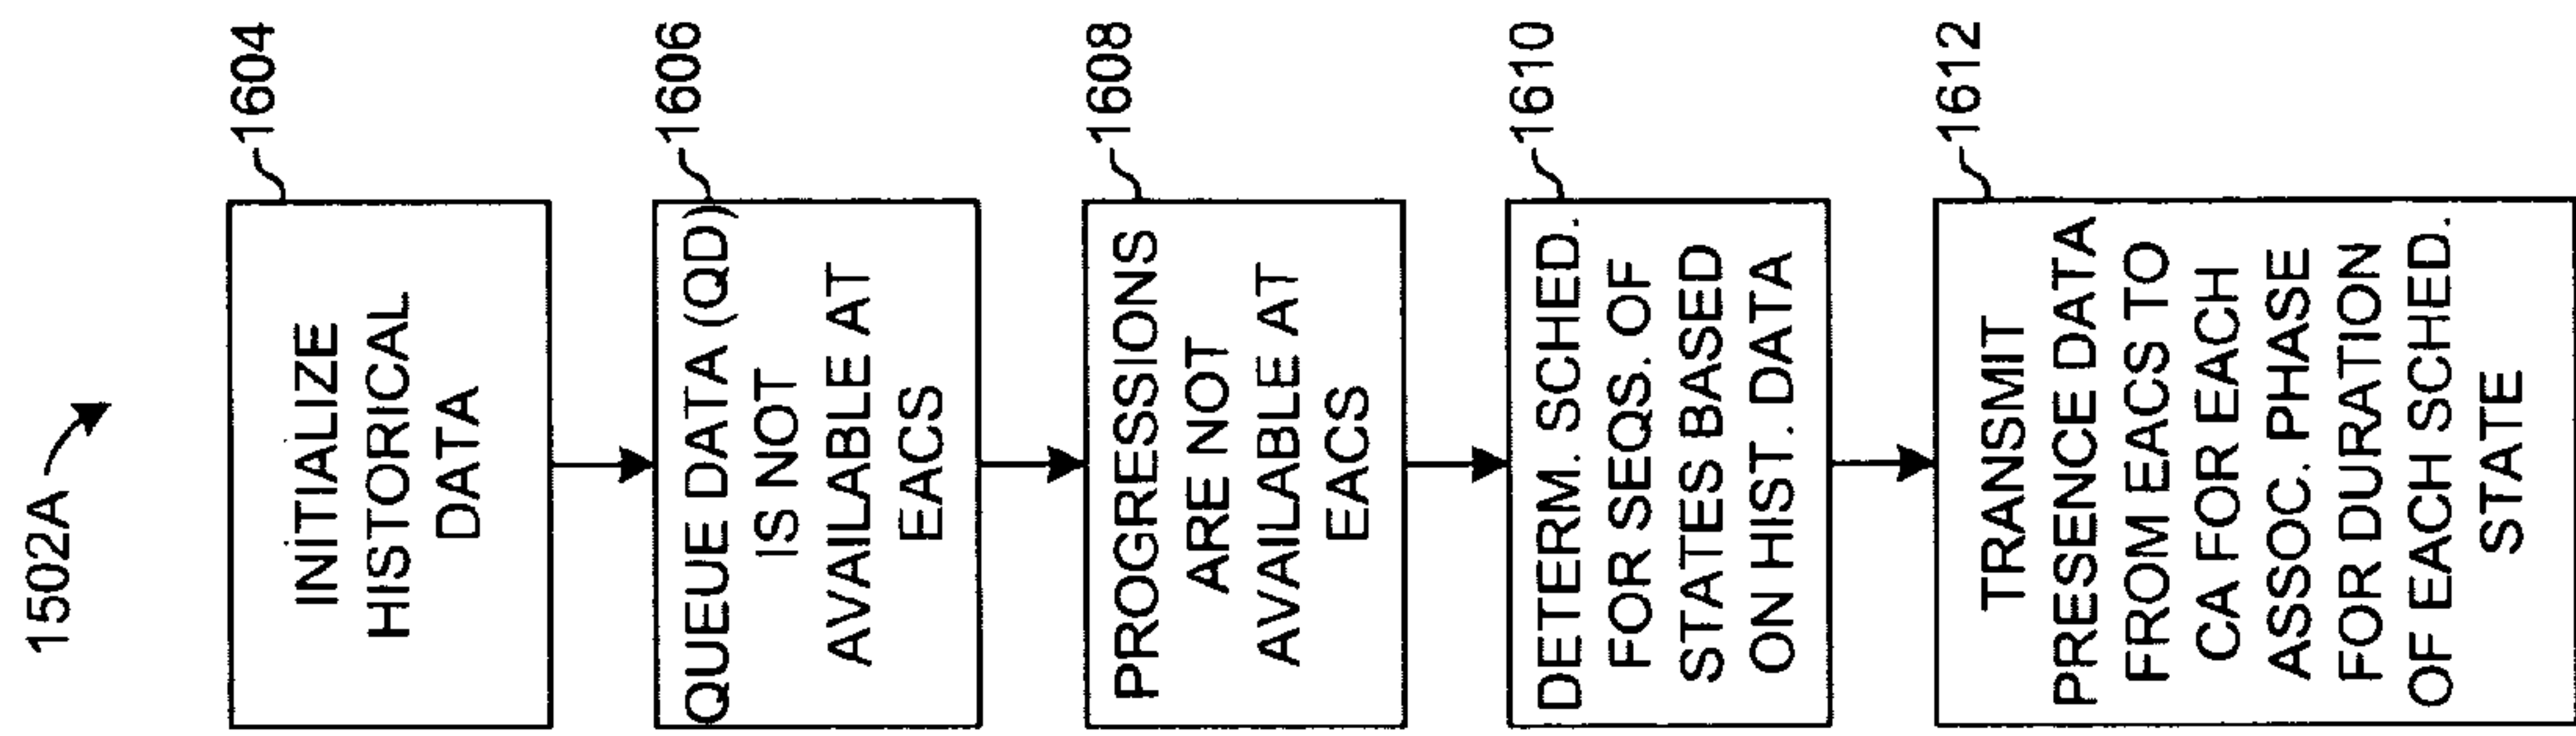 1502A
1604
INITIALIZE
HISTORICAL
DATA
1606
QUEUE DATA (QD)
IS NOT
AVAILABLE AT
EACS
1608
PROGRESSIONS
ARE NOT
AVAILABLE AT
EACS
1610
DETERM. SCHED.
FOR SEQS. OF
STATES BASED
ON HIST. DATA
1612
TRANSMIT
PRESENCE DATA
FROM EACS TO
CA FOR EACH
ASSOC. PHASE
FOR DURATION
OF EACH SCHED.
STATE